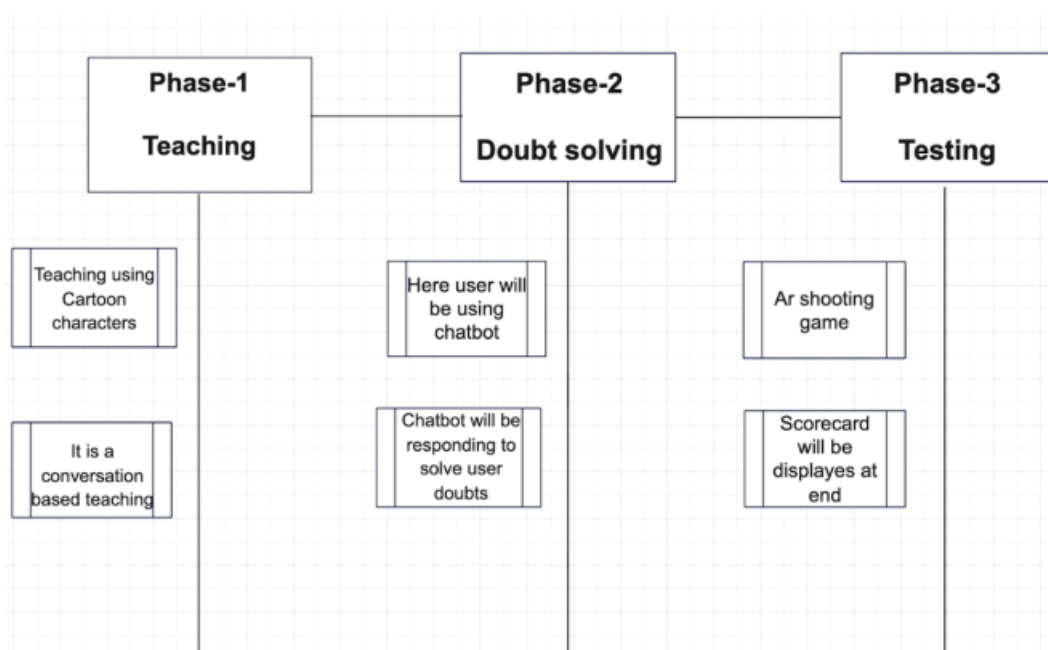 Phase-1
Teaching
Phase-2
Doubt solving
Phase-3
Testing
Teaching using
Cartoon
characters
Here user will
be using
chatbot
Ar shooting
game
It is a
conversation
based teaching
Chatbot will be
responding to
solve user
doubts
Scorecard
will be
displayes at
end